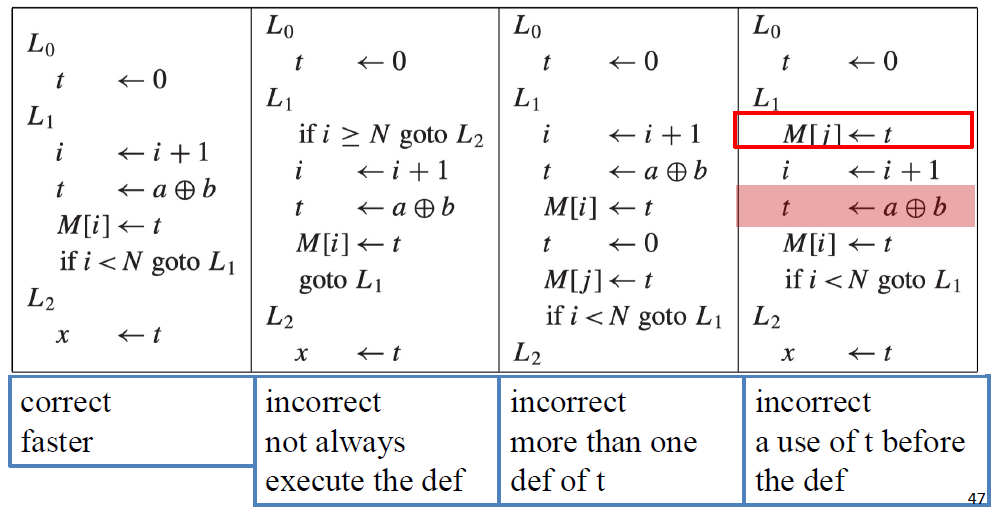 L₀
t ← 0
L₁
i ← i + 1
t ← a ⊕ b
M[i] ← t
if i < N goto L₁
L₂
x ← t
L₀
t ← 0
L₁
if i ≥ N goto L₂
i ← i + 1
t ← a ⊕ b
M[i] ← t
goto L₁
L₂
x ← t
L₀
t ← 0
L₁
i ← i + 1
t ← a ⊕ b
M[i] ← t
t ← 0
M[j] ← t
if i < N goto L₁
L₂
L₀
t ← 0
L₁
M[j] ← t
i ← i + 1
t ← a ⊕ b
M[i] ← t
if i < N goto L₁
L₂
x ← t
correct
faster
incorrect
not always
execute the def
incorrect
more than one
def of t
incorrect
a use of t before
the def
47